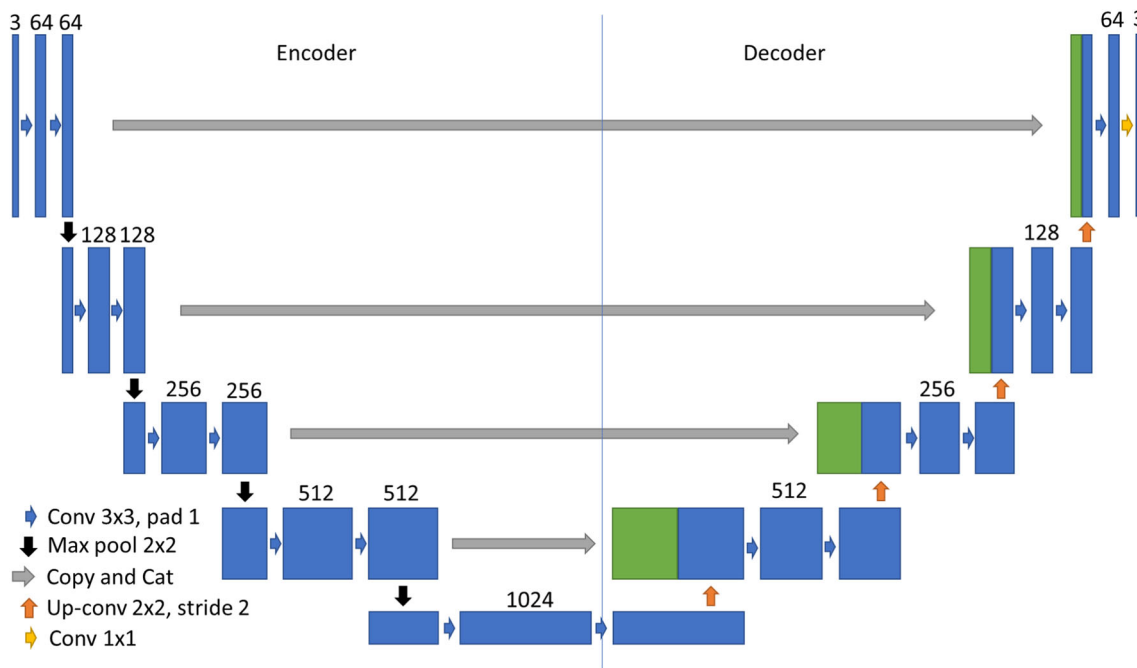 3 64 64
Encoder
Decoder
64 3
128 128
128
256 256
256
512 512
512
1024
Conv 3x3, pad 1
Max pool 2x2
Copy and Cat
Up-conv 2x2, stride 2
Conv 1x1